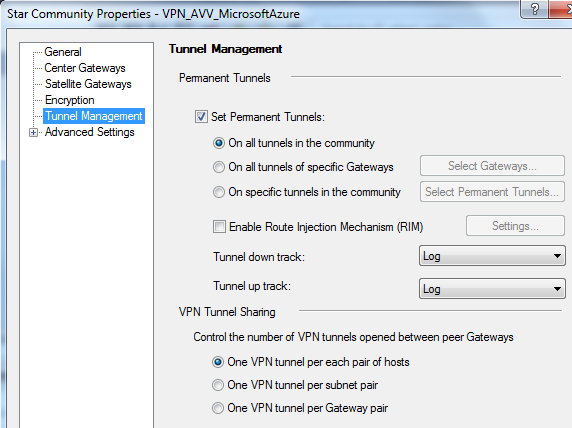 Star Community Properties - VPN_AVV_MicrosoftAzure
?
General
Center Gateways
Satellite Gateways
Encryption
Tunnel Management
Advanced Settings
Tunnel Management
Permanent Tunnels
Set Permanent Tunnels:
On all tunnels in the community
On all tunnels of specific Gateways
Select Gateways...
On specific tunnels in the community
Select Permanent Tunnels...
Enable Route Injection Mechanism (RIM)
Settings...
Tunnel down track:
Log
Tunnel up track:
Log
VPN Tunnel Sharing
Control the number of VPN tunnels opened between peer Gateways
One VPN tunnel per each pair of hosts
One VPN tunnel per subnet pair
One VPN tunnel per Gateway pair